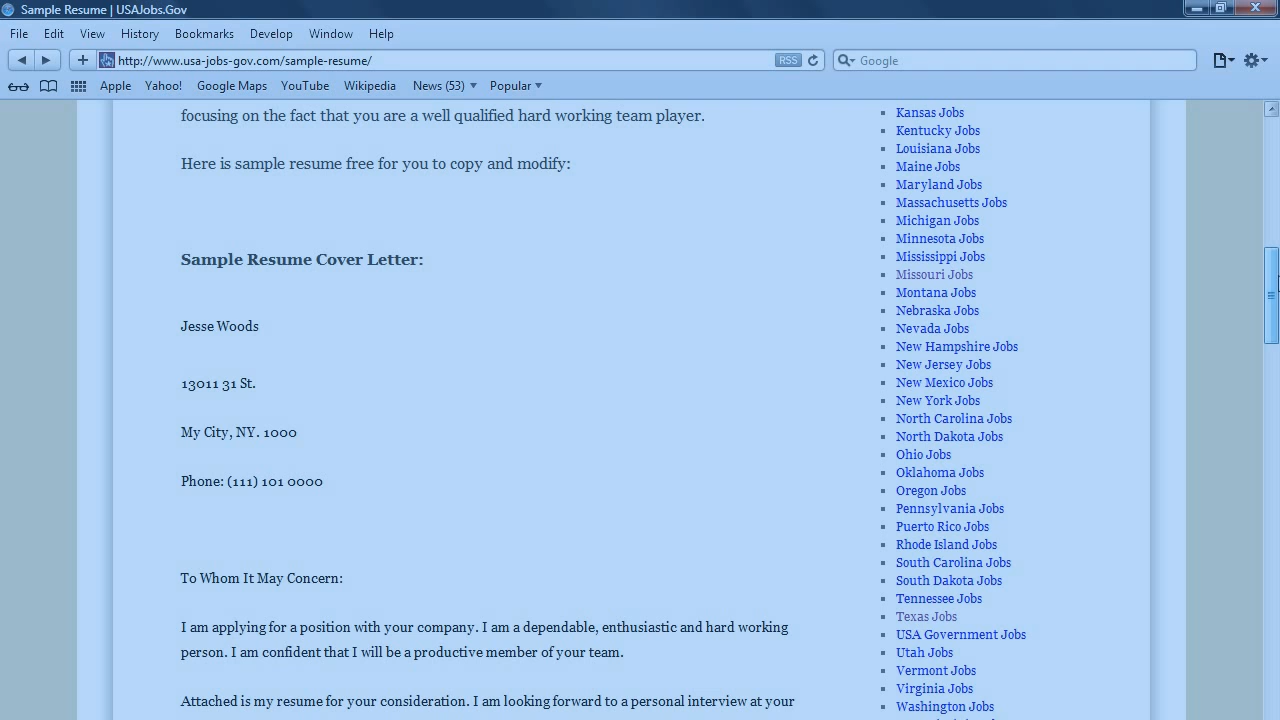 Sample Resume | USAJobs.Gov
File Edit View History Bookmarks Develop Window Help
http://www.usa-jobs-gov.com/sample-resume/ RSS Google
Apple Yahoo! Google Maps YouTube Wikipedia News (53) Popular
focusing on the fact that you are a well qualified hard working team player.
Here is sample resume free for you to copy and modify:
Sample Resume Cover Letter:
Jesse Woods
13011 31 St.
My City, NY. 1000
Phone: (111) 101 0000
To Whom It May Concern:
I am applying for a position with your company. I am a dependable, enthusiastic and hard working
person. I am confident that I will be a productive member of your team.
Attached is my resume for your consideration. I am looking forward to a personal interview at your
Kansas Jobs
Kentucky Jobs
Louisiana Jobs
Maine Jobs
Maryland Jobs
Massachusetts Jobs
Michigan Jobs
Minnesota Jobs
Mississippi Jobs
Missouri Jobs
Montana Jobs
Nebraska Jobs
Nevada Jobs
New Hampshire Jobs
New Jersey Jobs
New Mexico Jobs
New York Jobs
North Carolina Jobs
North Dakota Jobs
Ohio Jobs
Oklahoma Jobs
Oregon Jobs
Pennsylvania Jobs
Puerto Rico Jobs
Rhode Island Jobs
South Carolina Jobs
South Dakota Jobs
Tennessee Jobs
Texas Jobs
USA Government Jobs
Utah Jobs
Vermont Jobs
Virginia Jobs
Washington Jobs